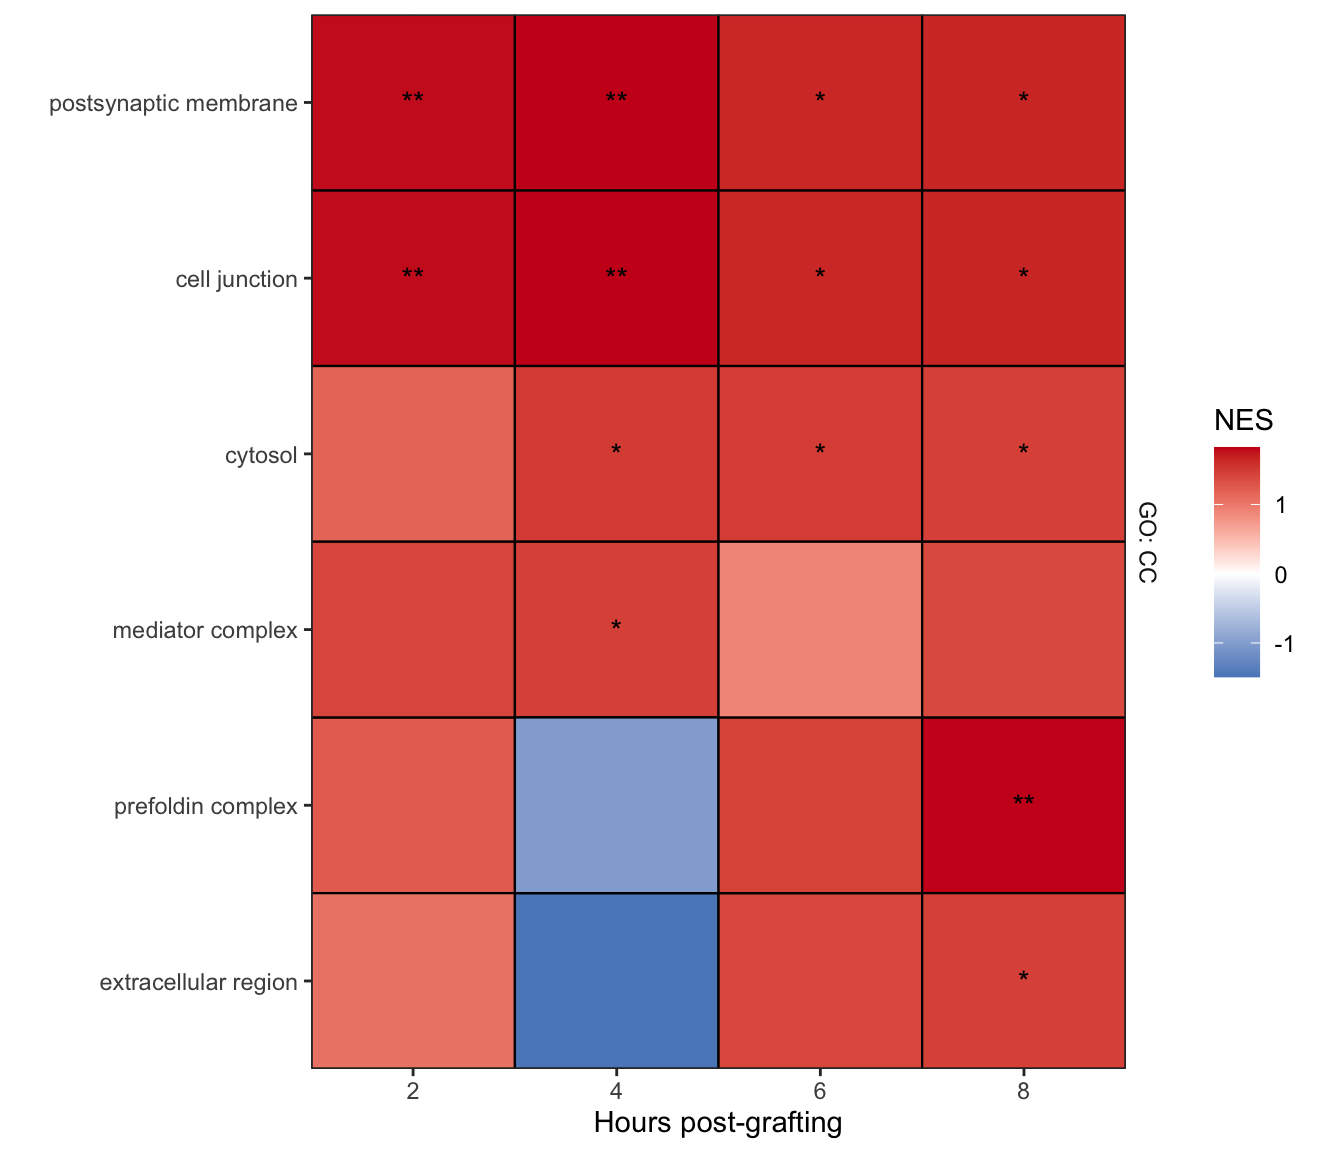 postsynaptic membrane
** ** * *
cell junction
** ** * *
cytosol
* * *
mediator complex
*
prefoldin complex
**
extracellular region
*
2 4 6 8
Hours post-grafting
GO: CC
NES
1
0
-1